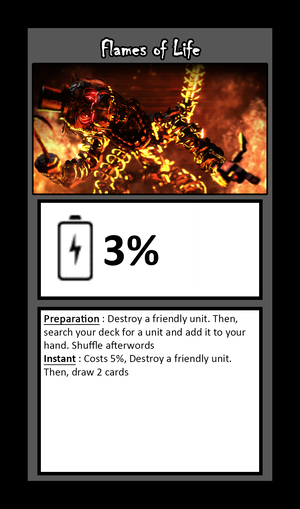 Flames of Life
3%
Preparation : Destroy a friendly unit. Then,
search your deck for a unit and add it to your
hand. Shuffle afterwords
Instant : Costs 5%, Destroy a friendly unit.
Then, draw 2 cards